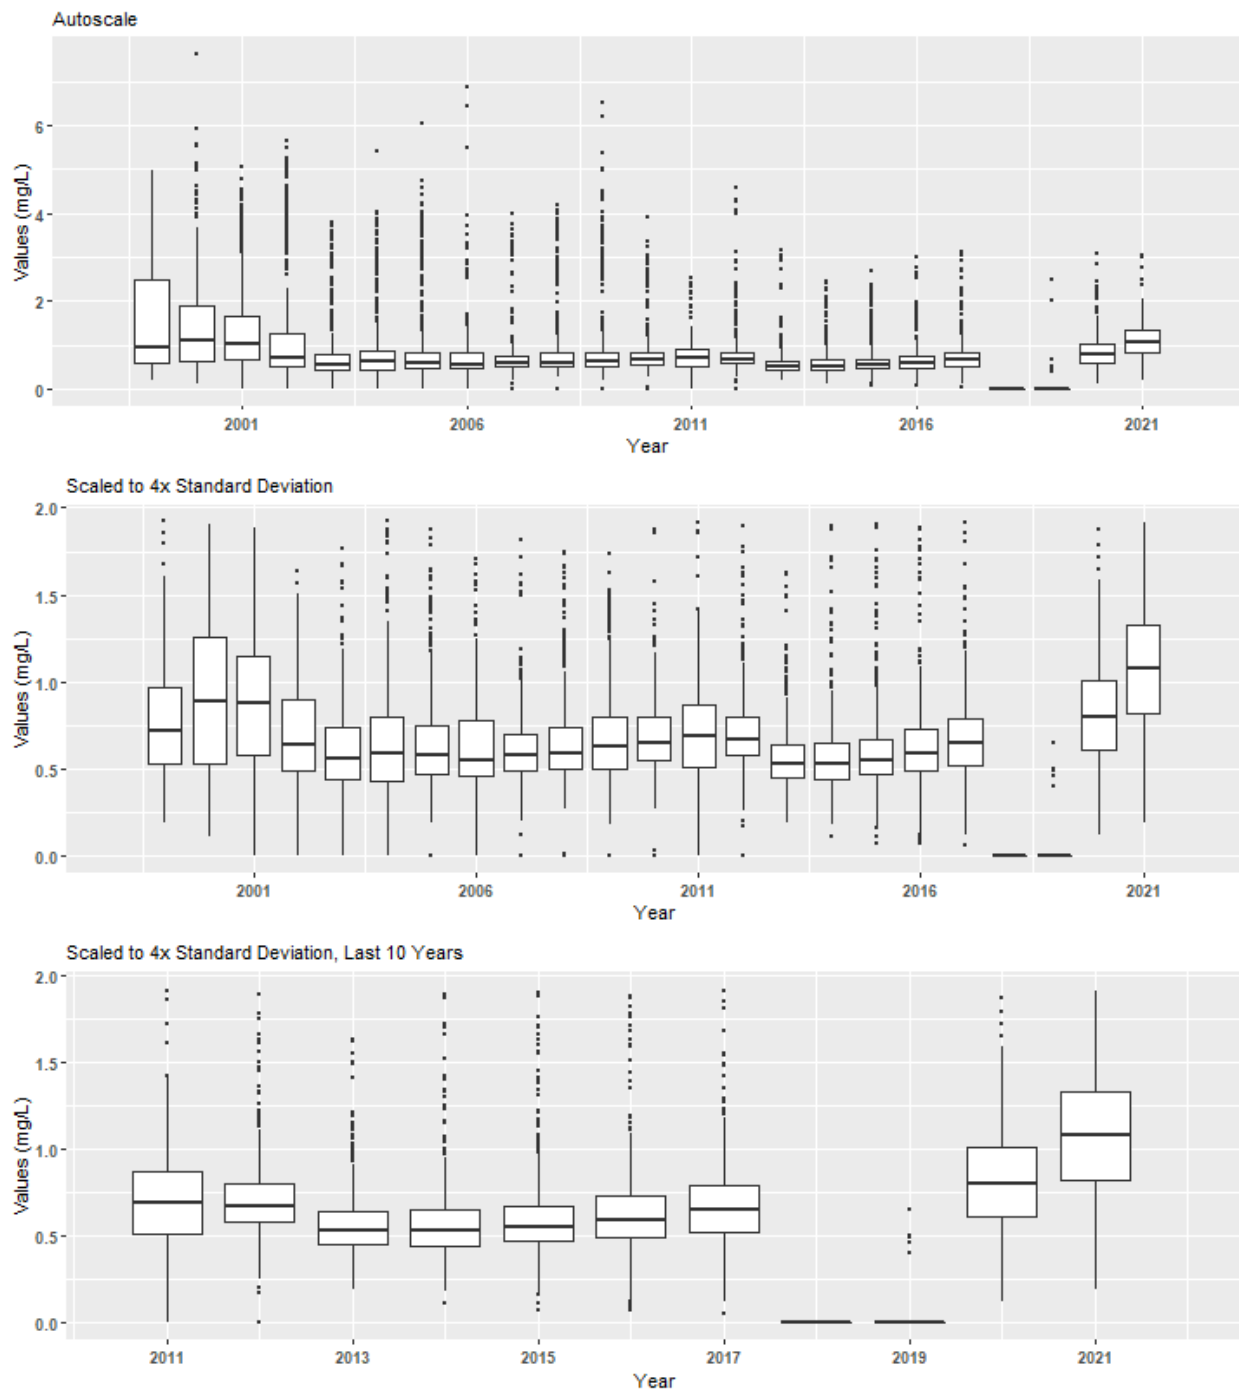 Autoscale
6
4
2
0
Values (mg/L)
2001 2006 2011 2016 2021
Year
Scaled to 4x Standard Deviation
2.0
1.5
1.0
0.5
0.0
Values (mg/L)
2001 2006 2011 2016 2021
Year
Scaled to 4x Standard Deviation, Last 10 Years
2.0
1.5
1.0
0.5
0.0
Values (mg/L)
2011 2013 2015 2017 2019 2021
Year